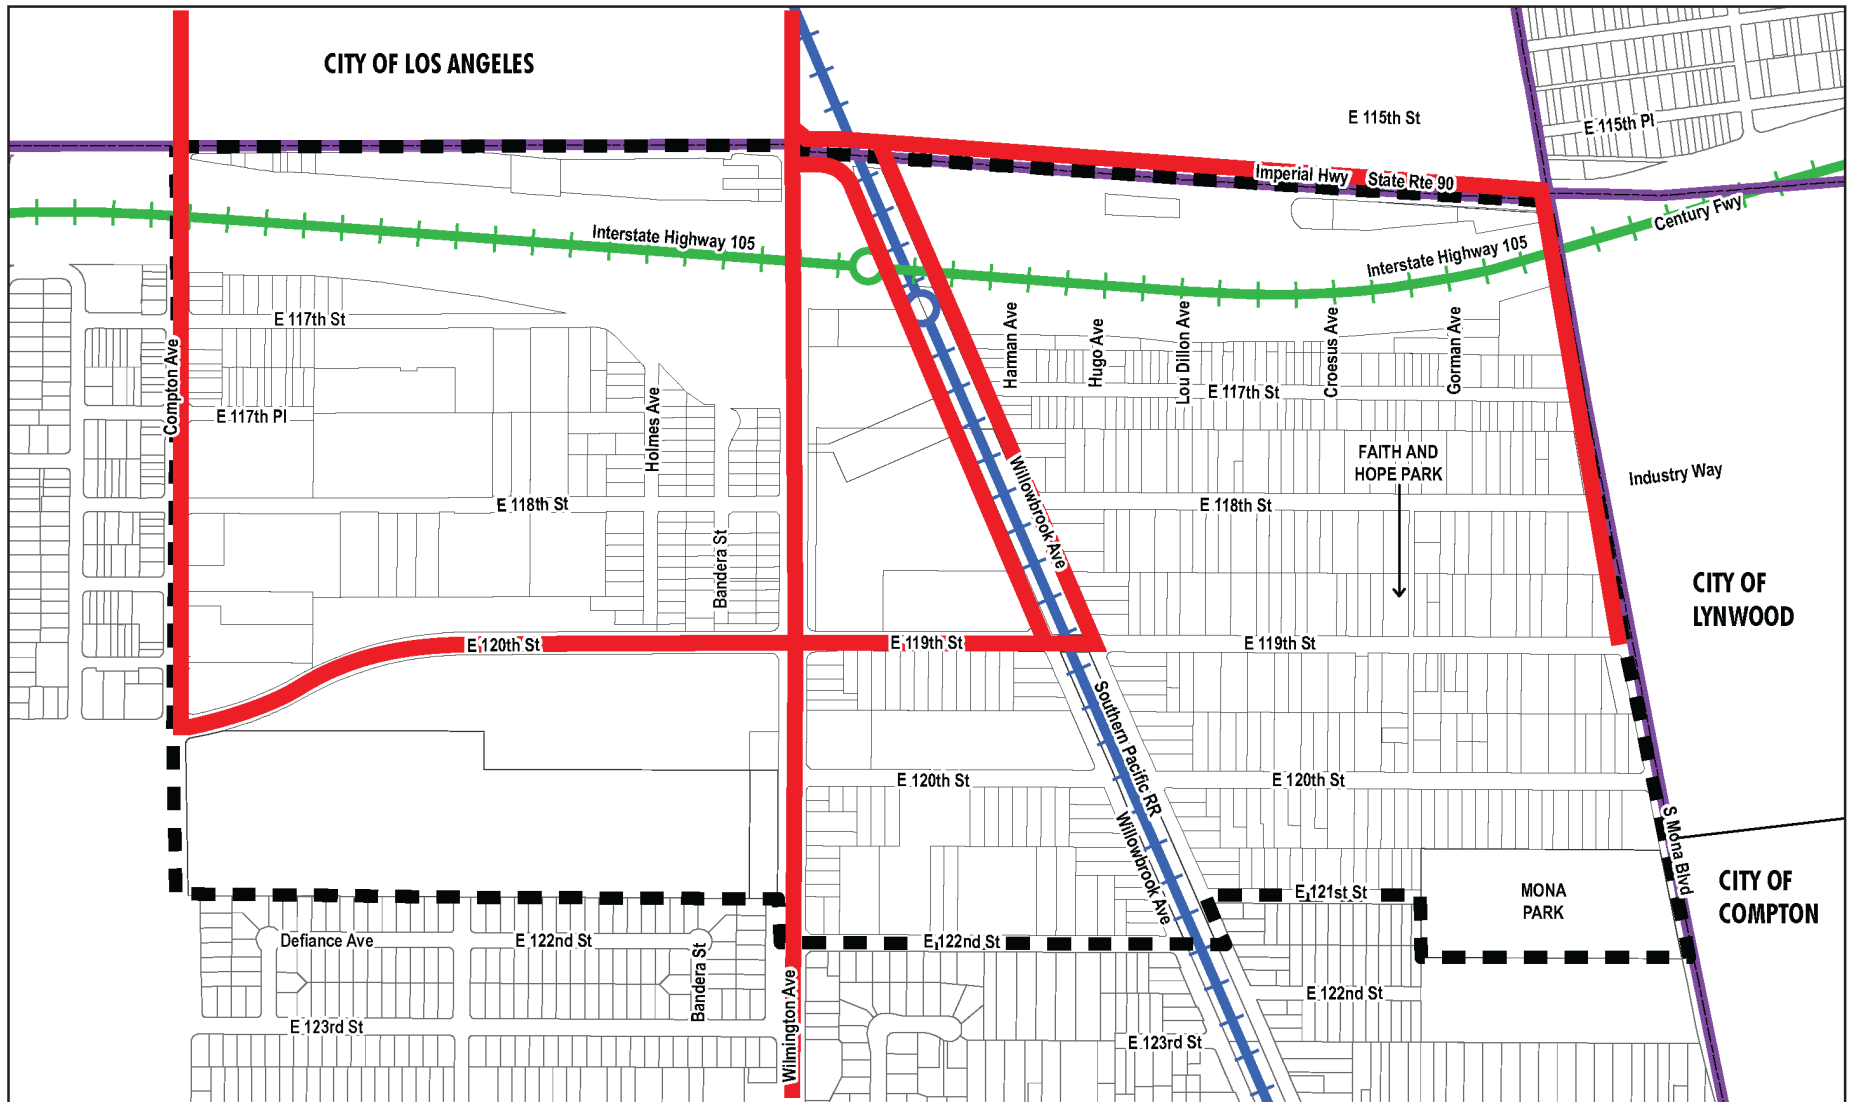 CITY OF LOS ANGELES
E 115th St
E 115th Pl
Imperial Hwy
State Rte 90
Century Fwy
Interstate Highway 105
Interstate Highway 105
E 117th St
Harman Ave
Hugo Ave
Lou Dillon Ave
Croesus Ave
Gorman Ave
Compton Ave
E 117th Pl
Holmes Ave
E 117th St
FAITH AND
HOPE PARK
Industry Way
E 118th St
Willowbrook Ave
E 118th St
Bandera St
CITY OF
LYNWOOD
E 120th St
E 119th St
E 119th St
Southern Pacific RR
E 120th St
E 120th St
Willowbrook Ave
S Mona Blvd
E 121st St
MONA
PARK
CITY OF
COMPTON
Defiance Ave
E 122nd St
Bandera St
E 122nd St
E 122nd St
Wilmington Ave
E 123rd St
E 123rd St